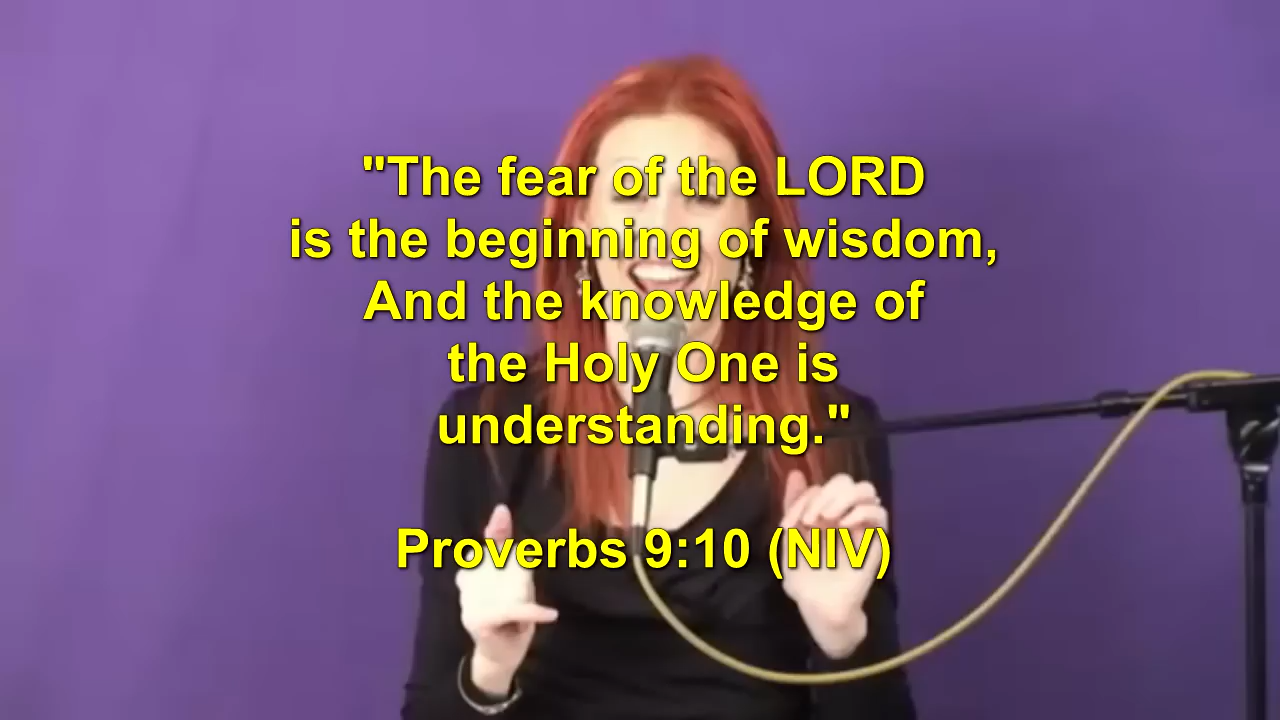 "The fear of the LORD
is the beginning of wisdom,
And the knowledge of
the Holy One is
understanding."
Proverbs 9:10 (NIV)